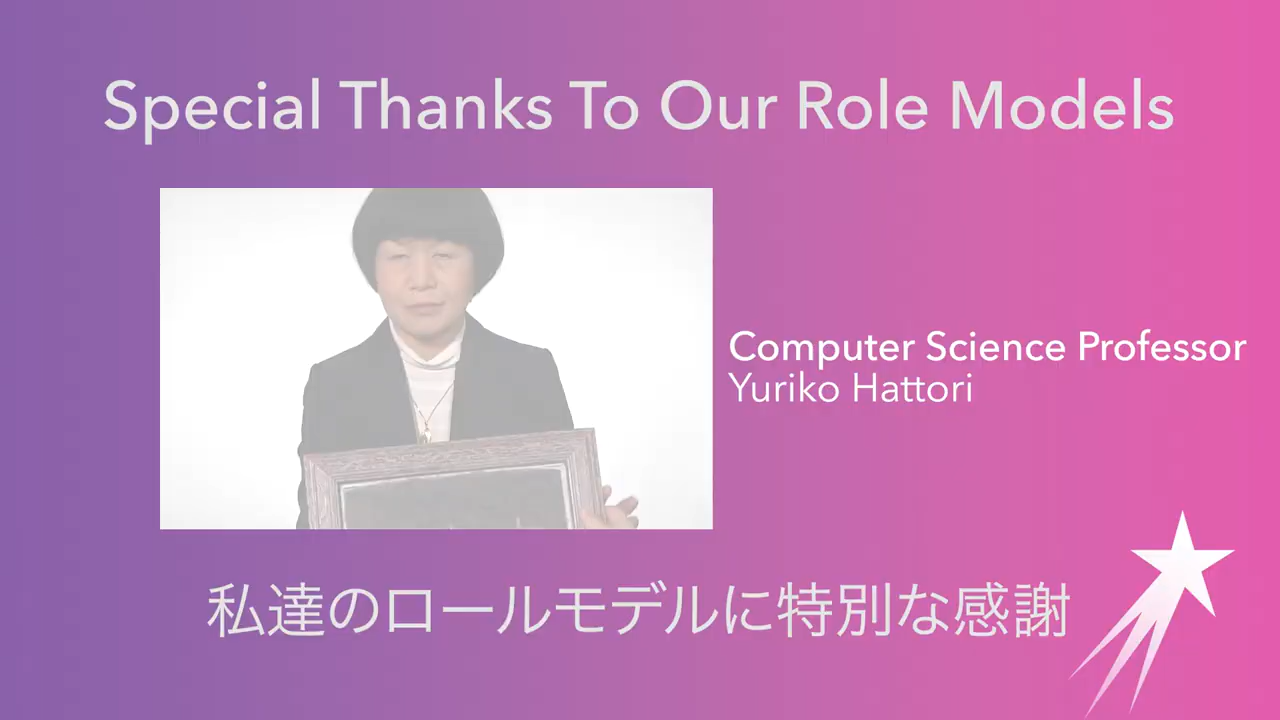 Special Thanks To Our Role Models
Computer Science Professor
Yuriko Hattori
私達のロールモデルに特別な感謝